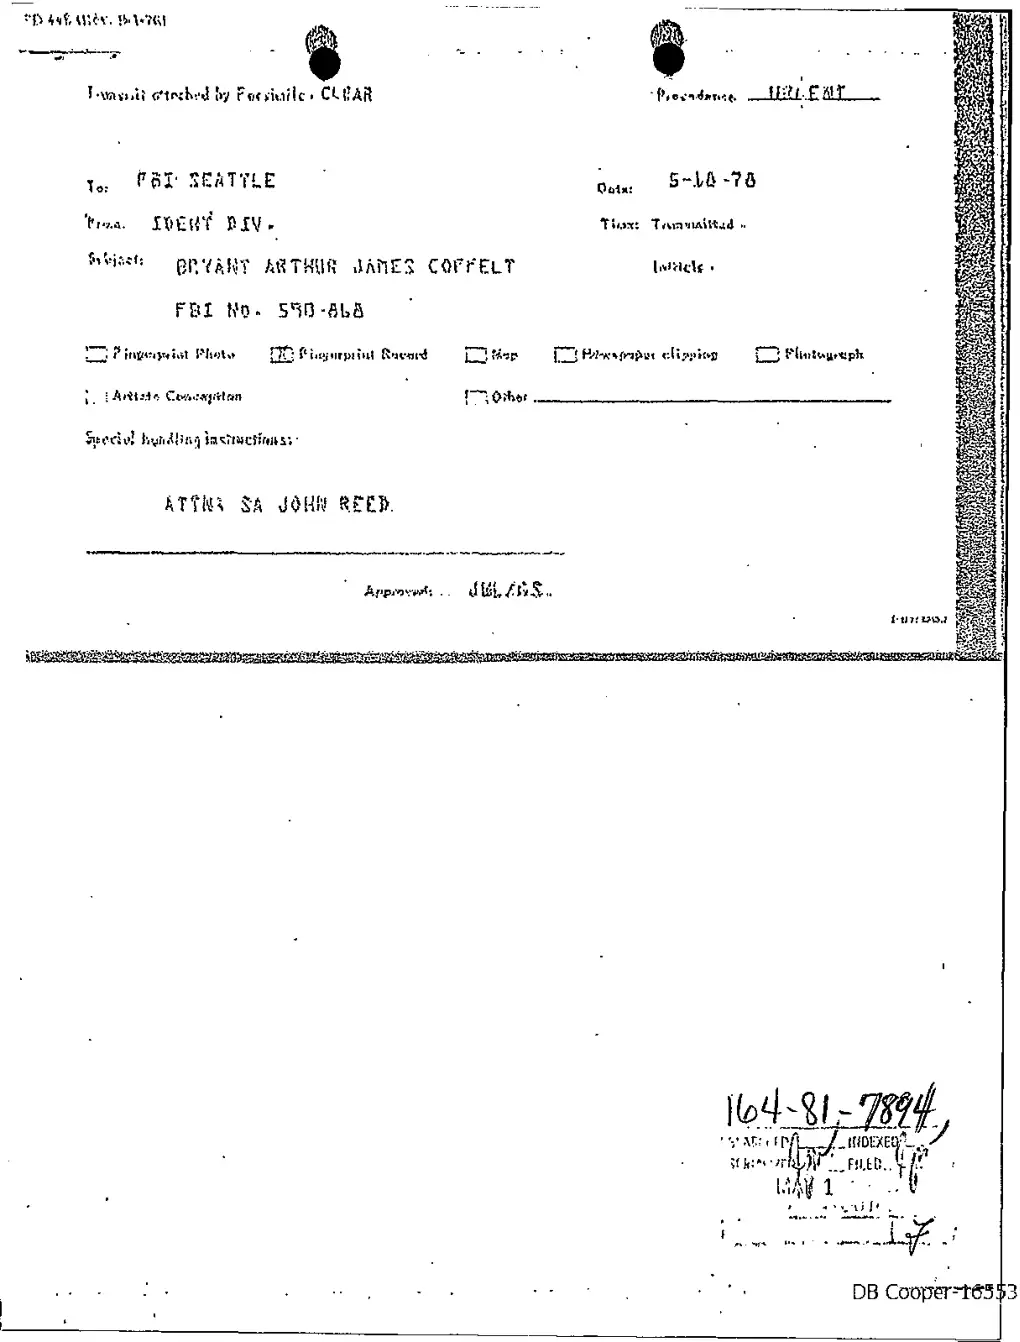 Transmit attached by Facsimile - CLEAR
Precedence URGENT
To: FBI SEATTLE
Date: 5-18-78
From: IDENT DIV.
Time: Transmitted -
Subject: BRYANT ARTHUR JAMES COFFELT
Initials -
FBI No. 590-868
Fingerprint Photo Fingerprint Record Map Newspaper clipping Photograph
Artists Conception Other
Special handling instructions:
ATTN: SA JOHN REED.
Approved:
164-81-7894
INDEXED
FILED
MAY 1
DB Cooper-16553